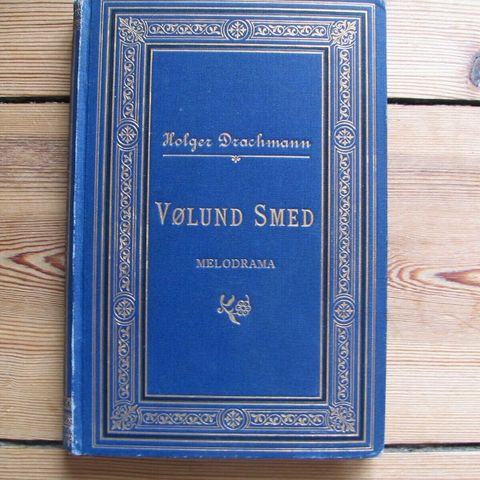 Holger Drachmann
VØLUND SMED
MELODRAMA